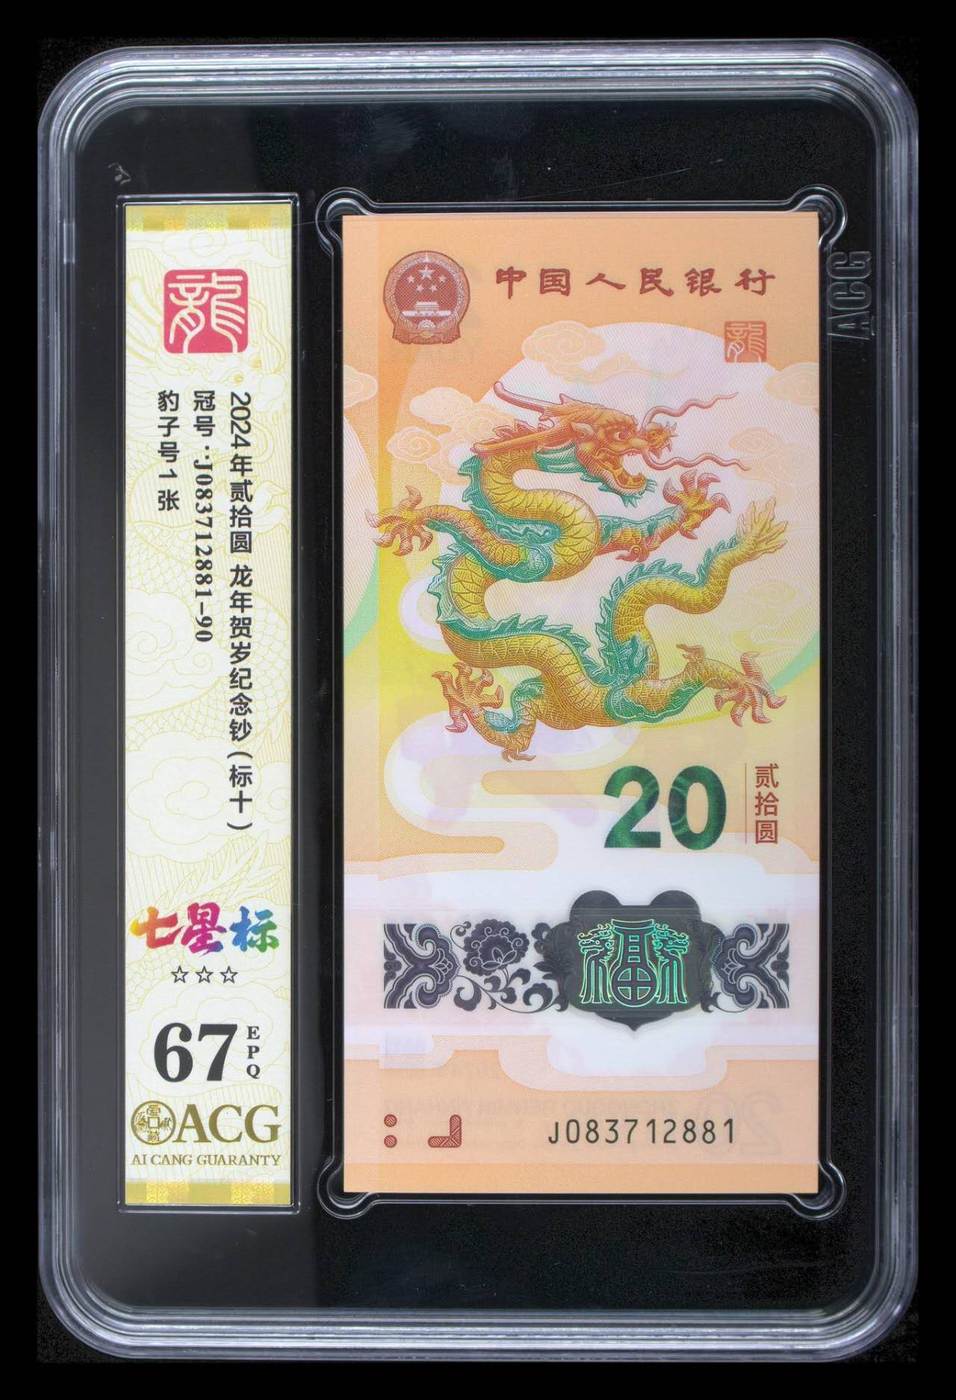 龍
2024年贰拾圆 龙年贺岁纪念钞(标十)
冠号:J083712881-90
豹子号1张
七星标
☆☆☆
67
EPQ
ACG
AI CANG GUARANTY
中国人民银行
龍
20
贰拾圆
福
J083712881
ACG